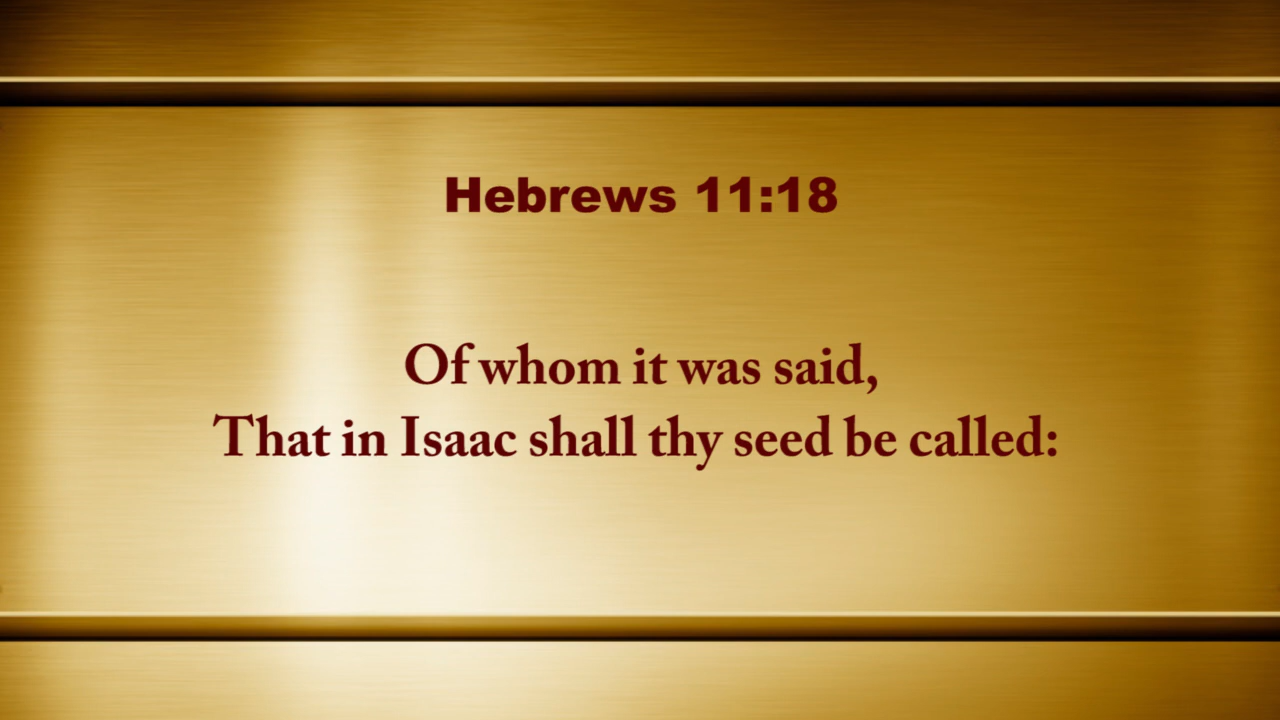 Hebrews 11:18
Of whom it was said,
That in Isaac shall thy seed be called: